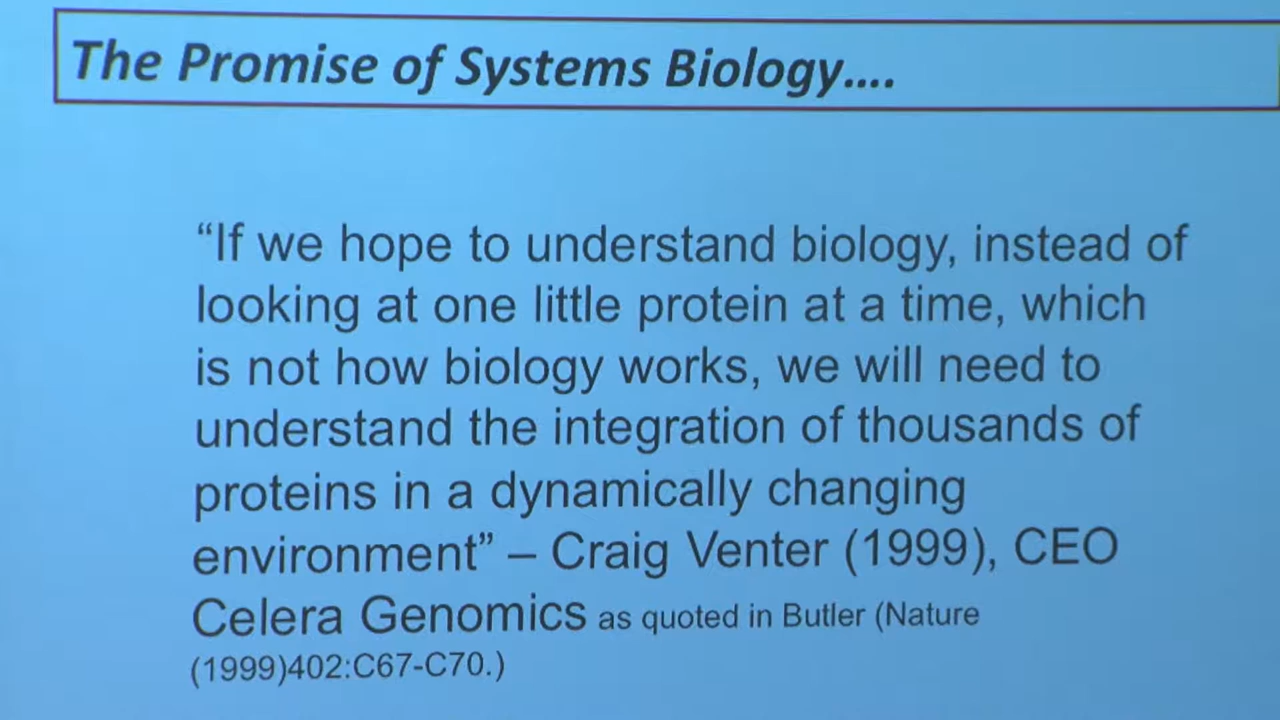 The Promise of Systems Biology....
“If we hope to understand biology, instead of
looking at one little protein at a time, which
is not how biology works, we will need to
understand the integration of thousands of
proteins in a dynamically changing
environment” – Craig Venter (1999), CEO
Celera Genomics as quoted in Butler (Nature
(1999)402:C67-C70.)